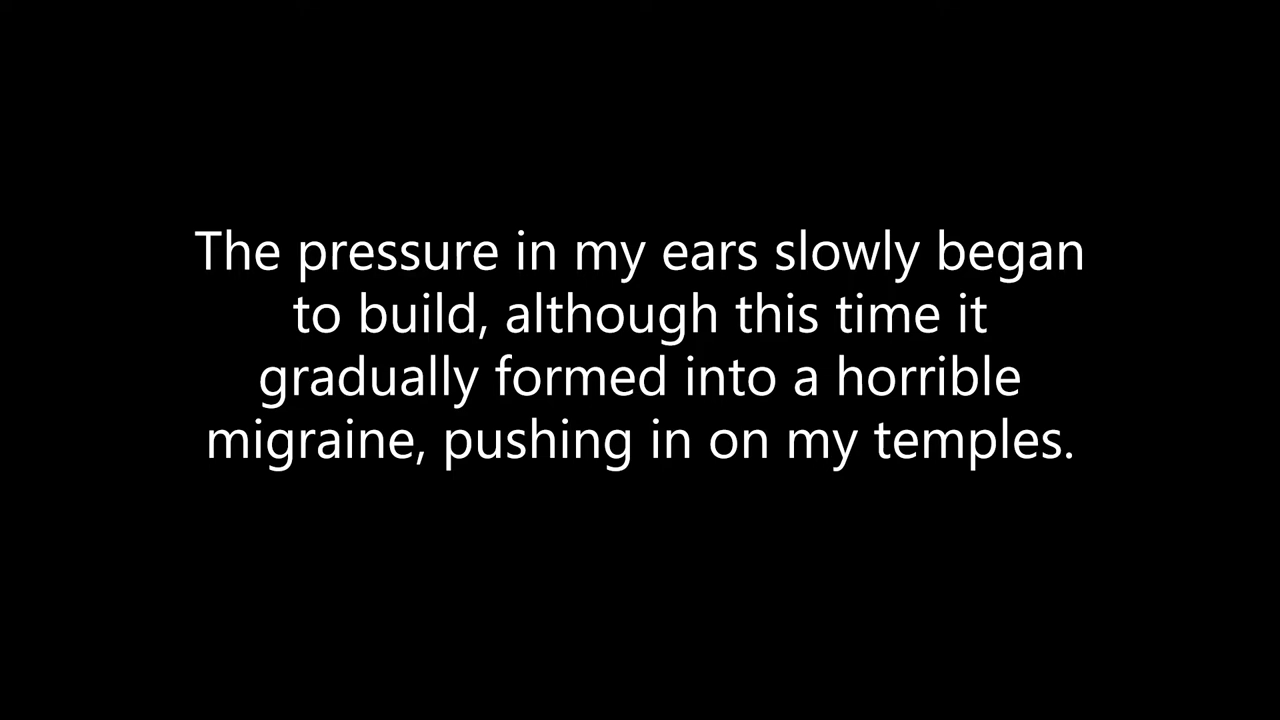 The pressure in my ears slowly began
to build, although this time it
gradually formed into a horrible
migraine, pushing in on my temples.